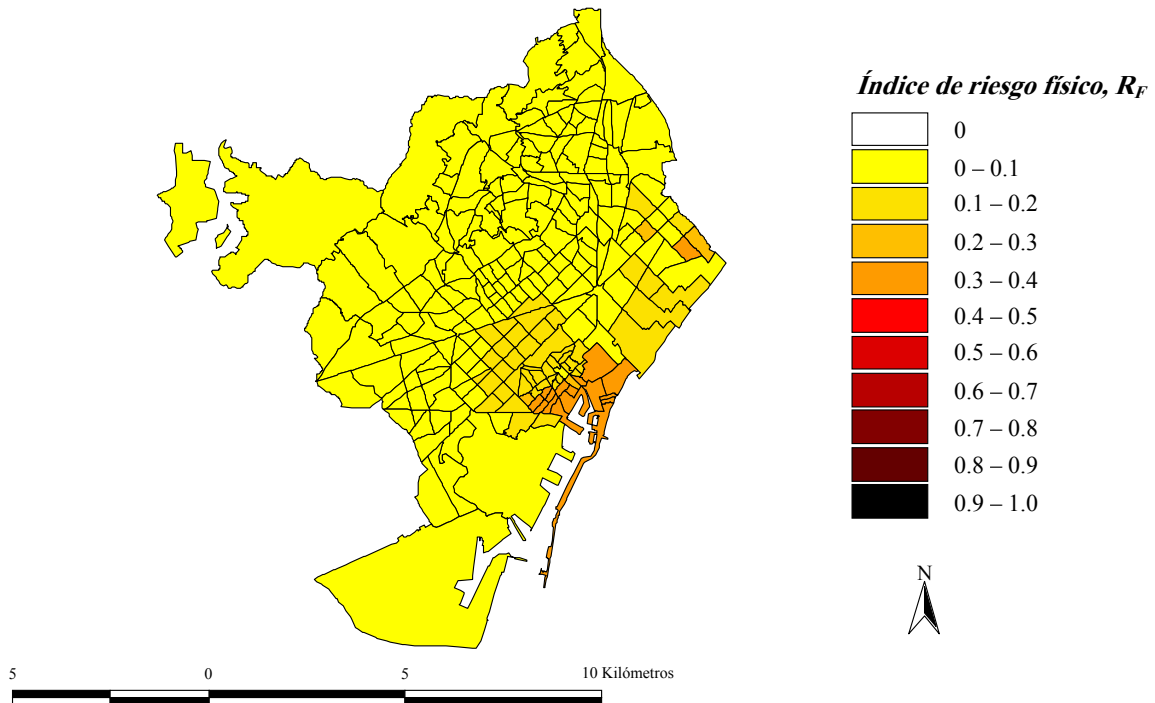 Índice de riesgo físico, R_F
0
0 – 0.1
0.1 – 0.2
0.2 – 0.3
0.3 – 0.4
0.4 – 0.5
0.5 – 0.6
0.6 – 0.7
0.7 – 0.8
0.8 – 0.9
0.9 – 1.0
N
5 0 5 10 Kilómetros